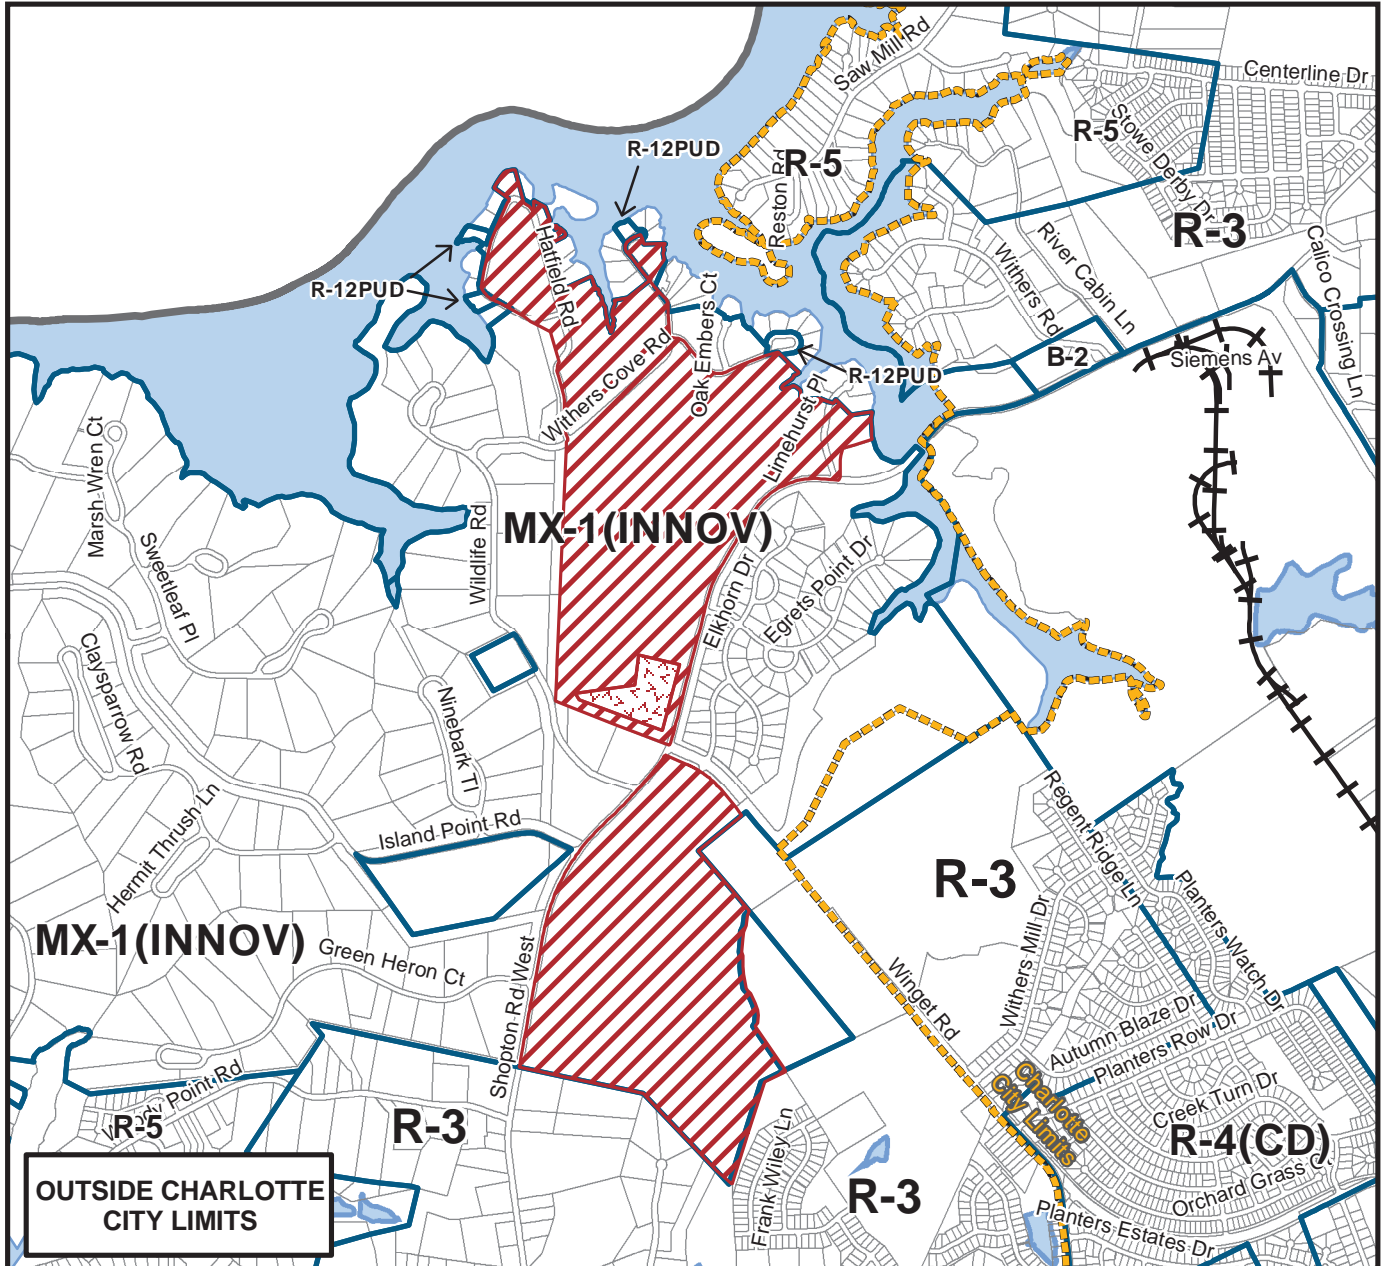 Saw Mill Rd
Centerline Dr
R-12PUD
R-5
Reston Rd
R-5
Stowe Derby Dr
R-3
Hatfield Rd
R-12PUD
Oak Embers Ct
Withers Rd
River Cabin Ln
Calico Crossing Ln
B-2
Siemens Av
Withers Cove Rd
R-12PUD
Limehurst Pl
Marsh Wren Ct
Wildlife Rd
MX-1(INNOV)
Sweetleaf Pl
Elkhorn Dr
Egrets Point Dr
Claysparrow Rd
Ninebark Tl
Hermit Thrush Ln
Island Point Rd
Regent Ridge Ln
R-3
Planters Watch Dr
MX-1(INNOV)
Green Heron Ct
Shopton Rd West
Winget Rd
Withers Mill Dr
Autumn Blaze Dr
Planters Row Dr
Charlotte
City Limits
Creek Turn Dr
Woody Point Rd
R-5
R-3
Frank Wiley Ln
R-3
R-4(CD)
Orchard Grass Ct
Planters Estates Dr
OUTSIDE CHARLOTTE
CITY LIMITS